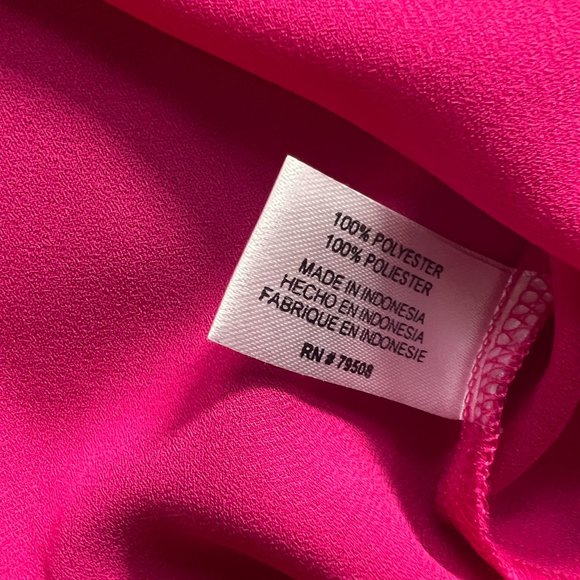 100% POLYESTER
100% POLIESTER
MADE IN INDONESIA
HECHO EN INDONESIA
FABRIQUE EN INDONESIE
RN # 79508